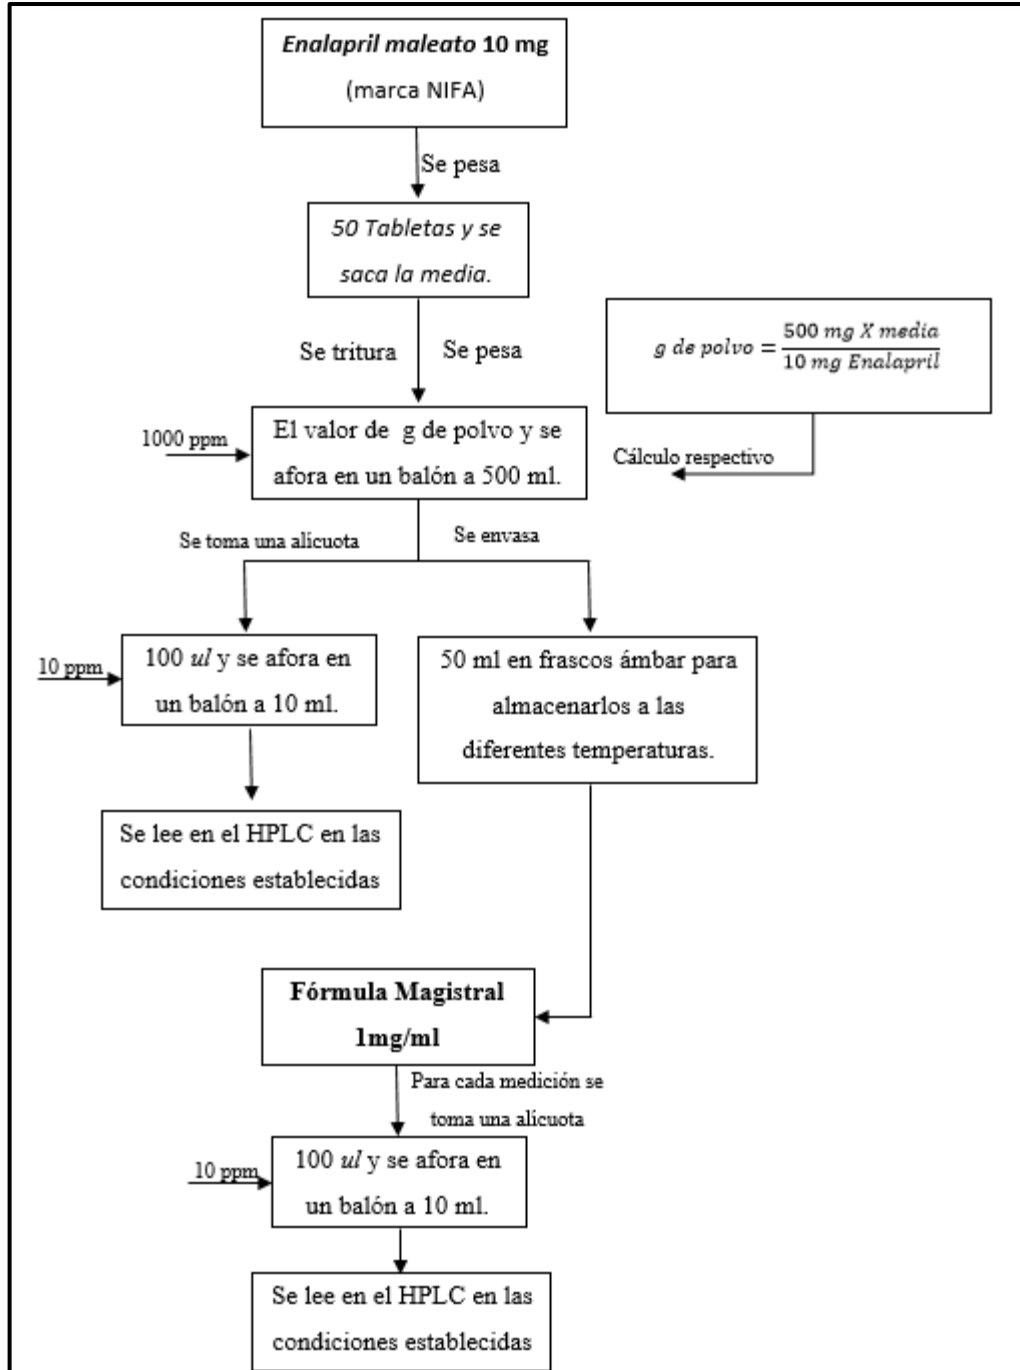 Enalapril maleato 10 mg
(marca NIFA)
Se pesa
50 Tabletas y se
saca la media.
Se tritura
Se pesa
g de polvo = 500 mg X media / 10 mg Enalapril
Cálculo respectivo
1000 ppm
El valor de g de polvo y se
afora en un balón a 500 ml.
Se toma una alícuota
Se envasa
10 ppm
100 ul y se afora en
un balón a 10 ml.
50 ml en frascos ámbar para
almacenarlos a las
diferentes temperaturas.
Se lee en el HPLC en las
condiciones establecidas
Fórmula Magistral
1mg/ml
Para cada medición se
toma una alícuota
10 ppm
100 ul y se afora en
un balón a 10 ml.
Se lee en el HPLC en las
condiciones establecidas